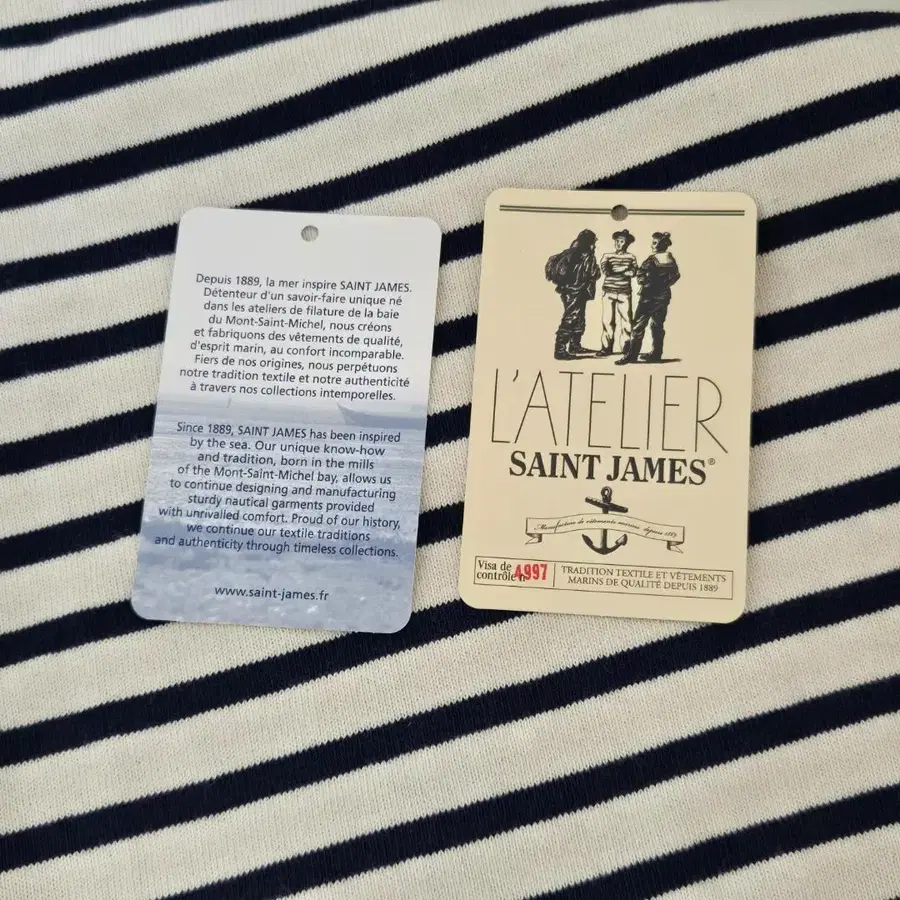 Depuis 1889, la mer inspire SAINT JAMES.
Détenteur d'un savoir-faire unique né
dans les ateliers de filature de la baie
du Mont-Saint-Michel, nous créons
et fabriquons des vêtements de qualité,
d'esprit marin, au confort incomparable.
Fiers de nos origines, nous perpétuons
notre tradition textile et notre authenticité
à travers nos collections intemporelles.
Since 1889, SAINT JAMES has been inspired
by the sea. Our unique know-how
and tradition, born in the mills
of the Mont-Saint-Michel bay, allows us
to continue designing and manufacturing
sturdy nautical garments provided
with unrivalled comfort. Proud of our history,
we continue our textile traditions
and authenticity through timeless collections.
www.saint-james.fr
L'ATELIER
SAINT JAMES®
Manufacture de vêtements marins depuis 1889
Visa de
contrôle n° 4997
TRADITION TEXTILE ET VÊTEMENTS
MARINS DE QUALITÉ DEPUIS 1889